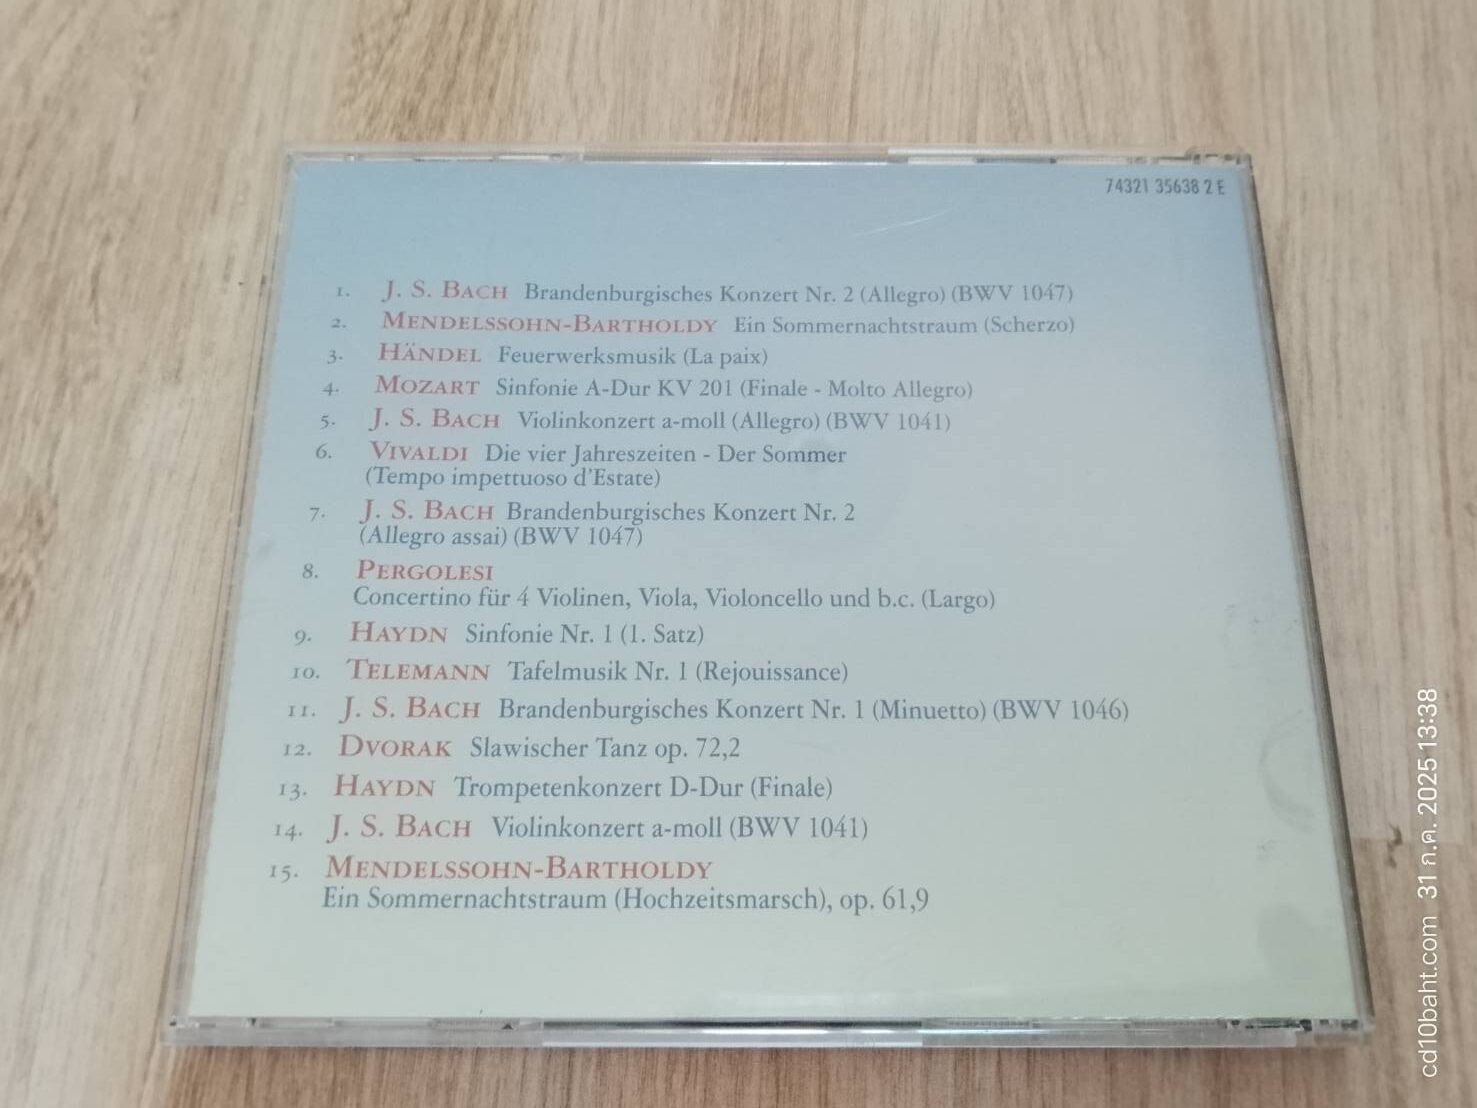 74321 35638 2 E
1. J. S. BACH Brandenburgisches Konzert Nr. 2 (Allegro) (BWV 1047)
2. MENDELSSOHN-BARTHOLDY Ein Sommernachtstraum (Scherzo)
3. HÄNDEL Feuerwerksmusik (La paix)
4. MOZART Sinfonie A-Dur KV 201 (Finale - Molto Allegro)
5. J. S. BACH Violinkonzert a-moll (Allegro) (BWV 1041)
6. VIVALDI Die vier Jahreszeiten - Der Sommer
(Tempo impettuoso d'Estate)
7. J. S. BACH Brandenburgisches Konzert Nr. 2
(Allegro assai) (BWV 1047)
8. PERGOLESI
Concertino für 4 Violinen, Viola, Violoncello und b.c. (Largo)
9. HAYDN Sinfonie Nr. 1 (1. Satz)
10. TELEMANN Tafelmusik Nr. 1 (Rejouissance)
11. J. S. BACH Brandenburgisches Konzert Nr. 1 (Minuetto) (BWV 1046)
12. DVORAK Slawischer Tanz op. 72,2
13. HAYDN Trompetenkonzert D-Dur (Finale)
14. J. S. BACH Violinkonzert a-moll (BWV 1041)
15. MENDELSSOHN-BARTHOLDY
Ein Sommernachtstraum (Hochzeitsmarsch), op. 61,9
cd10baht.com 31 ก.ค. 2025 13:38